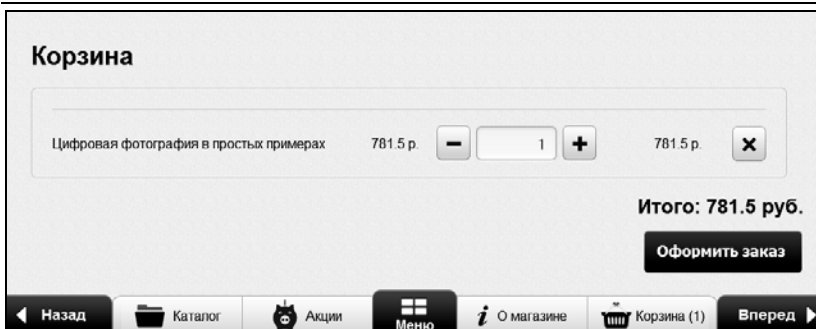 Корзина
Цифровая фотография в простых примерах 781.5 р. 1 781.5 р.
Итого: 781.5 руб.
Оформить заказ
Назад Каталог Акции Меню О магазине Корзина (1) Вперед